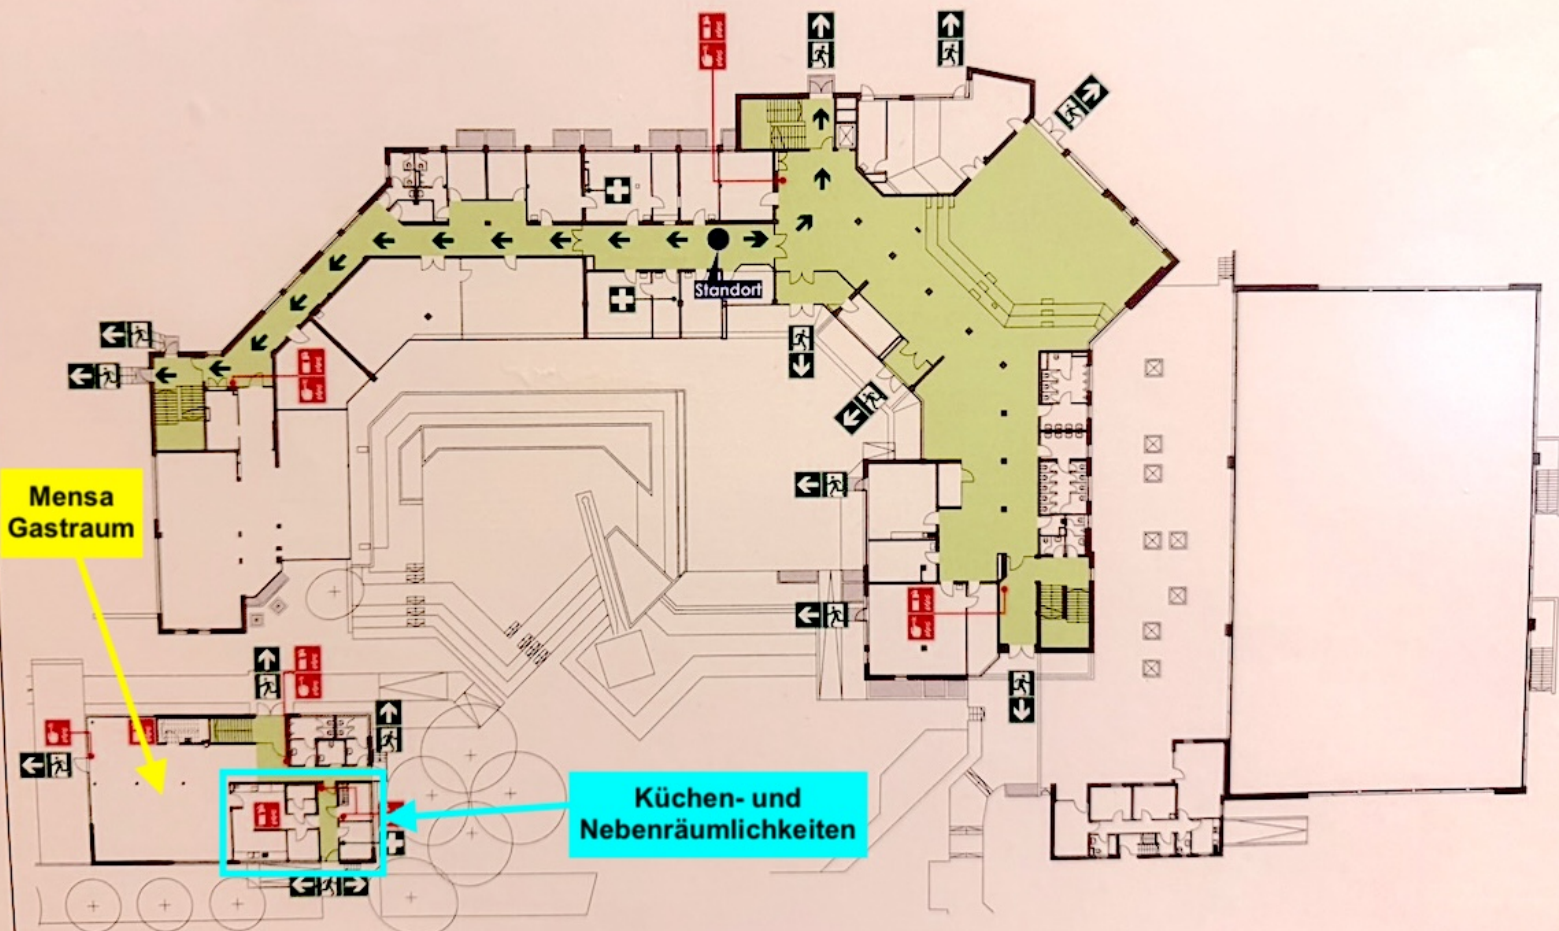 Standort
Mensa
Gastraum
Küchen- und
Nebenräumlichkeiten